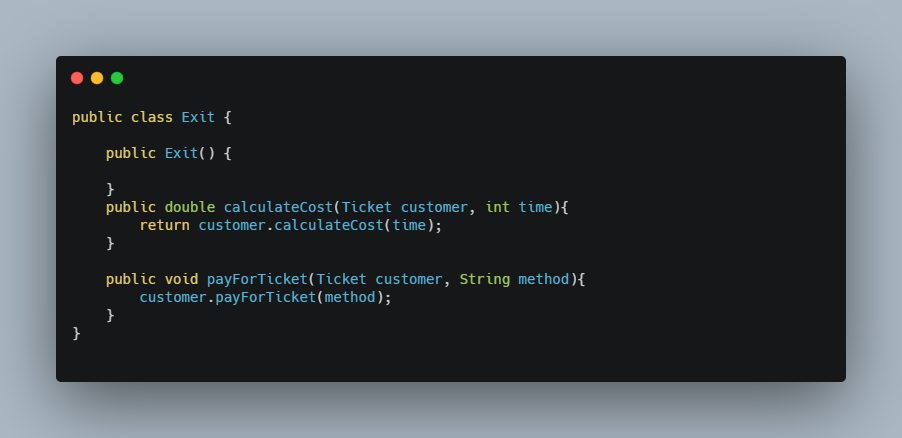 public class Exit {
public Exit() {
}
public double calculateCost(Ticket customer, int time){
return customer.calculateCost(time);
}
public void payForTicket(Ticket customer, String method){
customer.payForTicket(method);
}
}